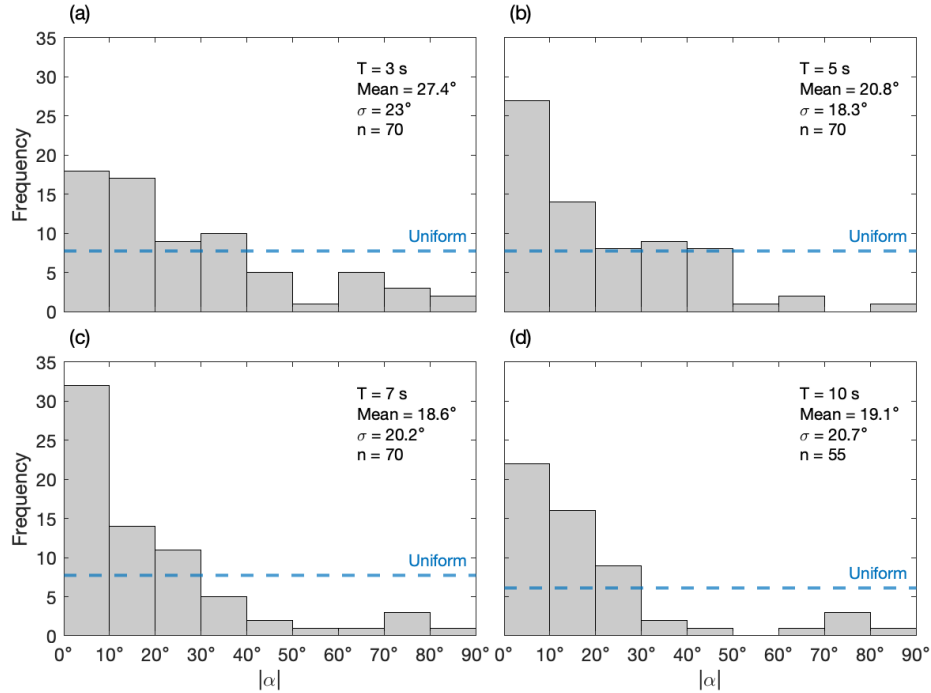 (a)
(b)
35
30
25
20
15
10
5
0
Frequency
T = 3 s
Mean = 27.4°
σ = 23°
n = 70
Uniform
T = 5 s
Mean = 20.8°
σ = 18.3°
n = 70
Uniform
(c)
(d)
35
30
25
20
15
10
5
0
Frequency
T = 7 s
Mean = 18.6°
σ = 20.2°
n = 70
Uniform
T = 10 s
Mean = 19.1°
σ = 20.7°
n = 55
Uniform
0° 10° 20° 30° 40° 50° 60° 70° 80° 90°
0° 10° 20° 30° 40° 50° 60° 70° 80° 90°
|α|
|α|